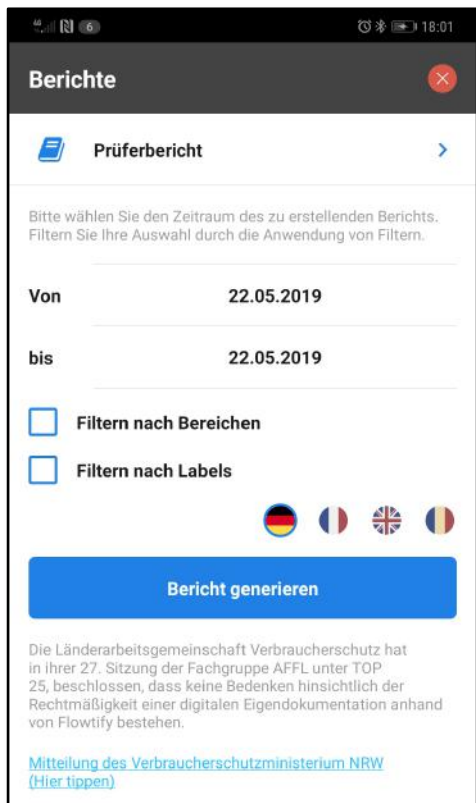 4G 6 18:01
Berichte
Prüferbericht
Bitte wählen Sie den Zeitraum des zu erstellenden Berichts.
Filtern Sie Ihre Auswahl durch die Anwendung von Filtern.
Von 22.05.2019
bis 22.05.2019
Filtern nach Bereichen
Filtern nach Labels
Bericht generieren
Die Länderarbeitsgemeinschaft Verbraucherschutz hat
in ihrer 27. Sitzung der Fachgruppe AFFL unter TOP
25, beschlossen, dass keine Bedenken hinsichtlich der
Rechtmäßigkeit einer digitalen Eigendokumentation anhand
von Flowtify bestehen.
Mitteilung des Verbraucherschutzministerium NRW
(Hier tippen)